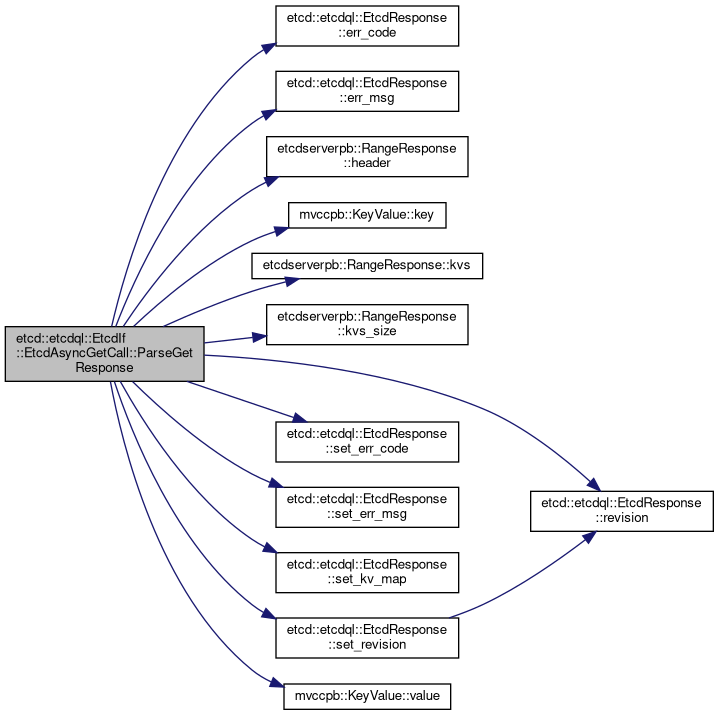 etcd::etcdql::EtcdResponse
::err_code
etcd::etcdql::EtcdResponse
::err_msg
etcdserverpb::RangeResponse
::header
mvccpb::KeyValue::key
etcdserverpb::RangeResponse::kvs
etcdserverpb::RangeResponse
::kvs_size
etcd::etcdql::EtcdIf
::EtcdAsyncGetCall::ParseGet
Response
etcd::etcdql::EtcdResponse
::set_err_code
etcd::etcdql::EtcdResponse
::revision
etcd::etcdql::EtcdResponse
::set_err_msg
etcd::etcdql::EtcdResponse
::set_kv_map
etcd::etcdql::EtcdResponse
::set_revision
mvccpb::KeyValue::value